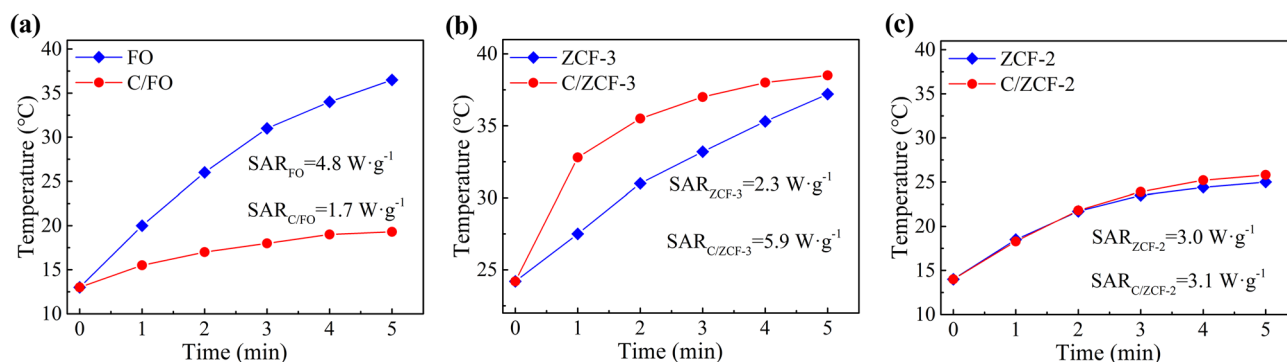 (a)
FO
C/FO
SAR_FO=4.8 W·g⁻¹
SAR_C/FO=1.7 W·g⁻¹
Temperature (°C)
40
35
30
25
20
15
10
0 1 2 3 4 5
Time (min)
(b)
ZCF-3
C/ZCF-3
SAR_ZCF-3=2.3 W·g⁻¹
SAR_C/ZCF-3=5.9 W·g⁻¹
Temperature (°C)
40
35
30
25
0 1 2 3 4 5
Time (min)
(c)
ZCF-2
C/ZCF-2
SAR_ZCF-2=3.0 W·g⁻¹
SAR_C/ZCF-2=3.1 W·g⁻¹
Temperature (°C)
40
35
30
25
20
15
10
0 1 2 3 4 5
Time (min)